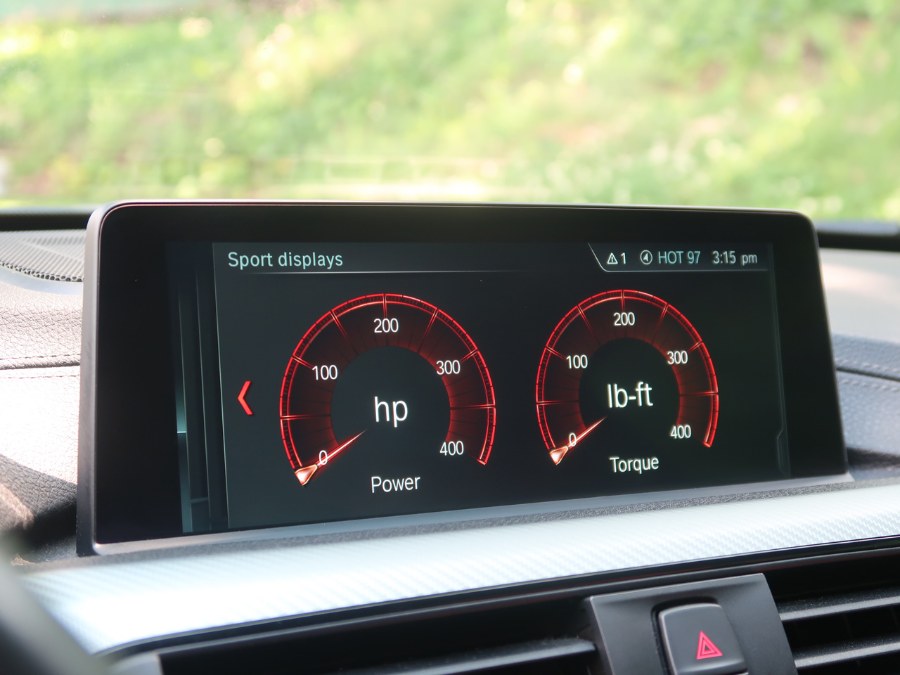 Sport displays
1 HOT 97 3:15 pm
200 200
100 300 100 300
hp lb-ft
0 400 0 400
Power Torque